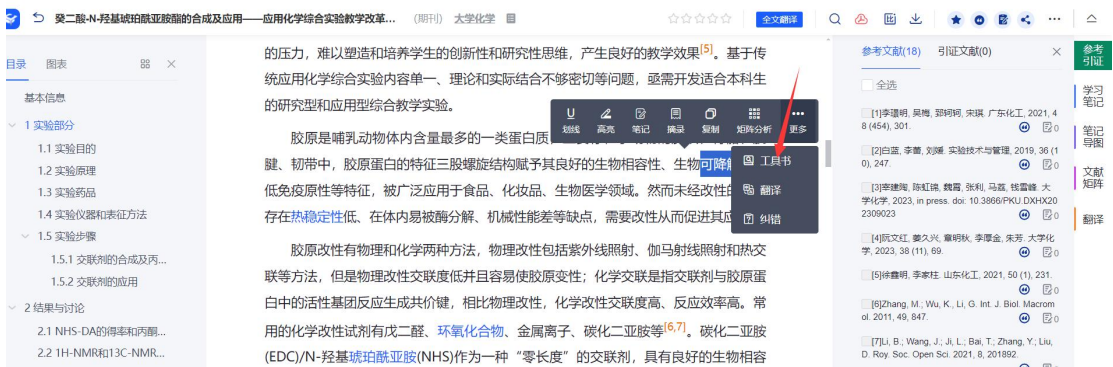 癸二酸-N-羟基琥珀酰亚胺酯的合成及应用——应用化学综合实验教学改革... (期刊) 大学化学
全文翻译
目录 图表
基本信息
1 实验部分
1.1 实验目的
1.2 实验原理
1.3 实验药品
1.4 实验仪器和表征方法
1.5 实验步骤
1.5.1 交联剂的合成及丙...
1.5.2 交联剂的应用
2 结果与讨论
2.1 NHS-DA的得率和丙酮...
2.2 1H-NMR和13C-NMR...
的压力，难以塑造和培养学生的创新性和研究性思维，产生良好的教学效果[5]。基于传
统应用化学综合实验内容单一、理论和实际结合不够密切等问题，亟需开发适合本科生
的研究型和应用型综合教学实验。
胶原是哺乳动物体内含量最多的一类蛋白质
腱、韧带中，胶原蛋白的特征三股螺旋结构赋予其良好的生物相容性、生物可降解
低免疫原性等特征，被广泛应用于食品、化妆品、生物医学领域。然而未经改性的
存在热稳定性低、在体内易被酶分解、机械性能差等缺点，需要改性从而促进其应
胶原改性有物理和化学两种方法，物理改性包括紫外线照射、伽马射线照射和热交
联等方法，但是物理改性交联度低并且容易使胶原变性；化学交联是指交联剂与胶原蛋
白中的活性基团反应生成共价键，相比物理改性，化学改性交联度高、反应效率高。常
用的化学改性试剂有戊二醛、环氧化合物、金属离子、碳化二亚胺等[6,7]。碳化二亚胺
(EDC)/N-羟基琥珀酰亚胺(NHS)作为一种“零长度”的交联剂，具有良好的生物相容
划线 高亮 笔记 摘录 复制 矩阵分析 更多
工具书
翻译
纠错
参考文献(18) 引证文献(0)
全选
[1]李璟明, 吴梅, 郅轲轲, 宋琪. 广东化工, 2021, 4
8 (454), 301.
0
[2]白蓝, 李蕾, 刘媛. 实验技术与管理, 2019, 36 (1
0), 247.
0
[3]宰建陶, 陈虹锦, 魏霄, 张利, 马荔, 钱雪峰. 大
学化学, 2023, in press. doi: 10.3866/PKU.DXHX20
2309023
0
[4]阮文红, 姜久兴, 章明秋, 李厚金, 朱芳. 大学化
学, 2023, 38 (11), 69.
0
[5]徐鑫明, 李家柱. 山东化工, 2021, 50 (1), 231.
0
[6]Zhang, M.; Wu, K., Li, G. Int. J. Biol. Macrom
ol. 2011, 49, 847.
0
[7]Li, B.; Wang, J.; Ji, L.; Bai, T.; Zhang, Y.; Liu,
D. Roy. Soc. Open Sci. 2021, 8, 201892.
参考
引证
学习
笔记
笔记
导图
文献
矩阵
翻译